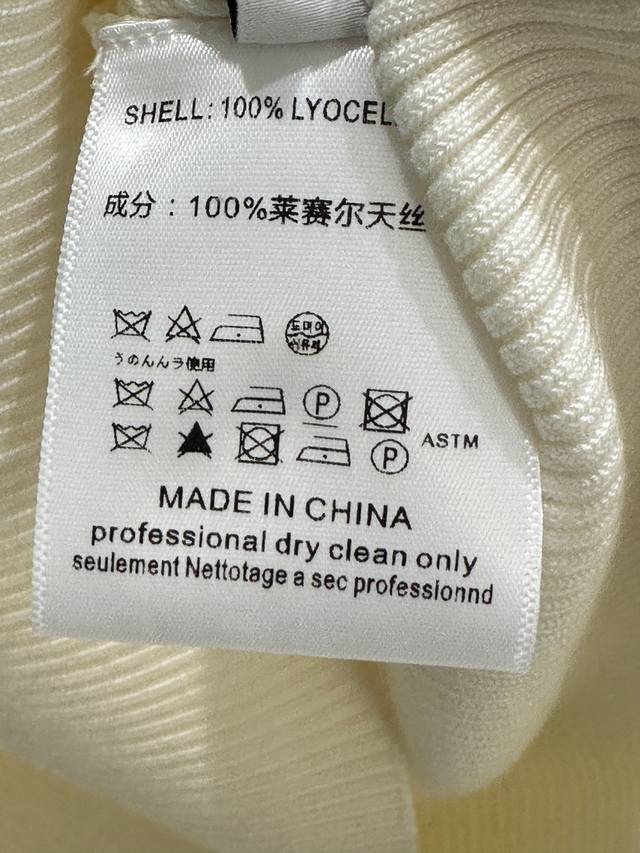 SHELL: 100% LYOCEL
成分：100%莱赛尔天丝
うのんんラ使用
P
P
ASTM
MADE IN CHINA
professional dry clean only
seulement Nettotage a sec professionnd